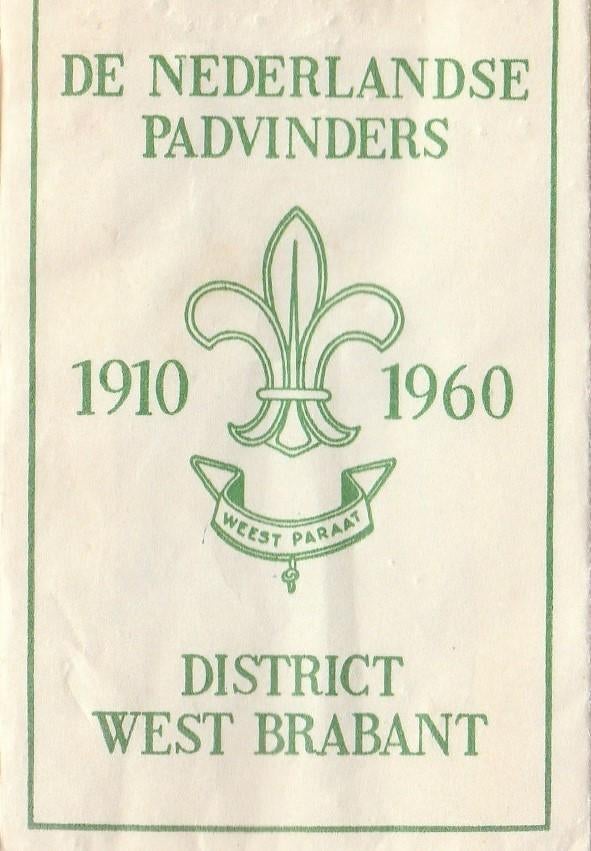 DE NEDERLANDSE
PADVINDERS
1910 1960
WEEST PARAAT
DISTRICT
WEST BRABANT